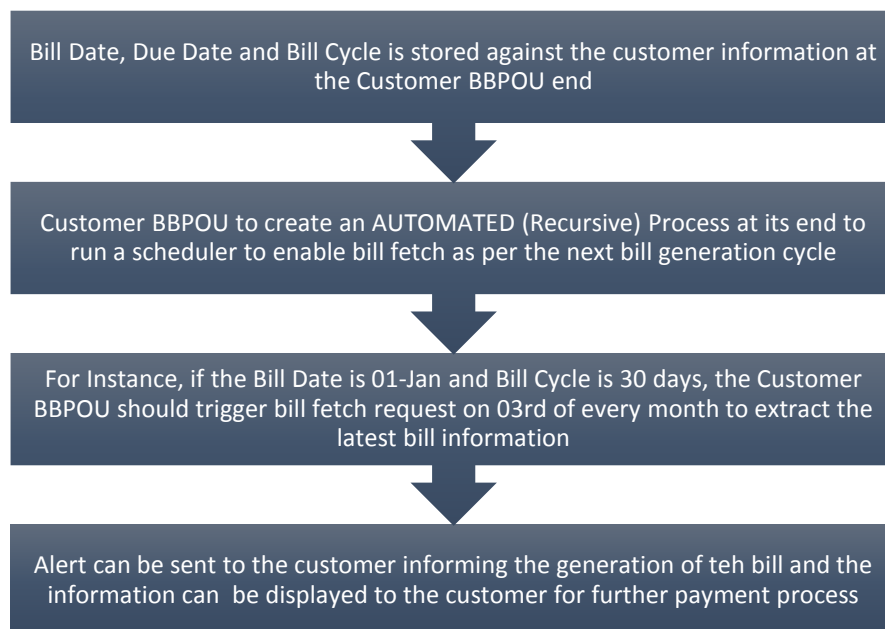 Bill Date, Due Date and Bill Cycle is stored against the customer information at
the Customer BBPOU end
Customer BBPOU to create an AUTOMATED (Recursive) Process at its end to
run a scheduler to enable bill fetch as per the next bill generation cycle
For Instance, if the Bill Date is 01-Jan and Bill Cycle is 30 days, the Customer
BBPOU should trigger bill fetch request on 03rd of every month to extract the
latest bill information
Alert can be sent to the customer informing the generation of teh bill and the
information can  be displayed to the customer for further payment process